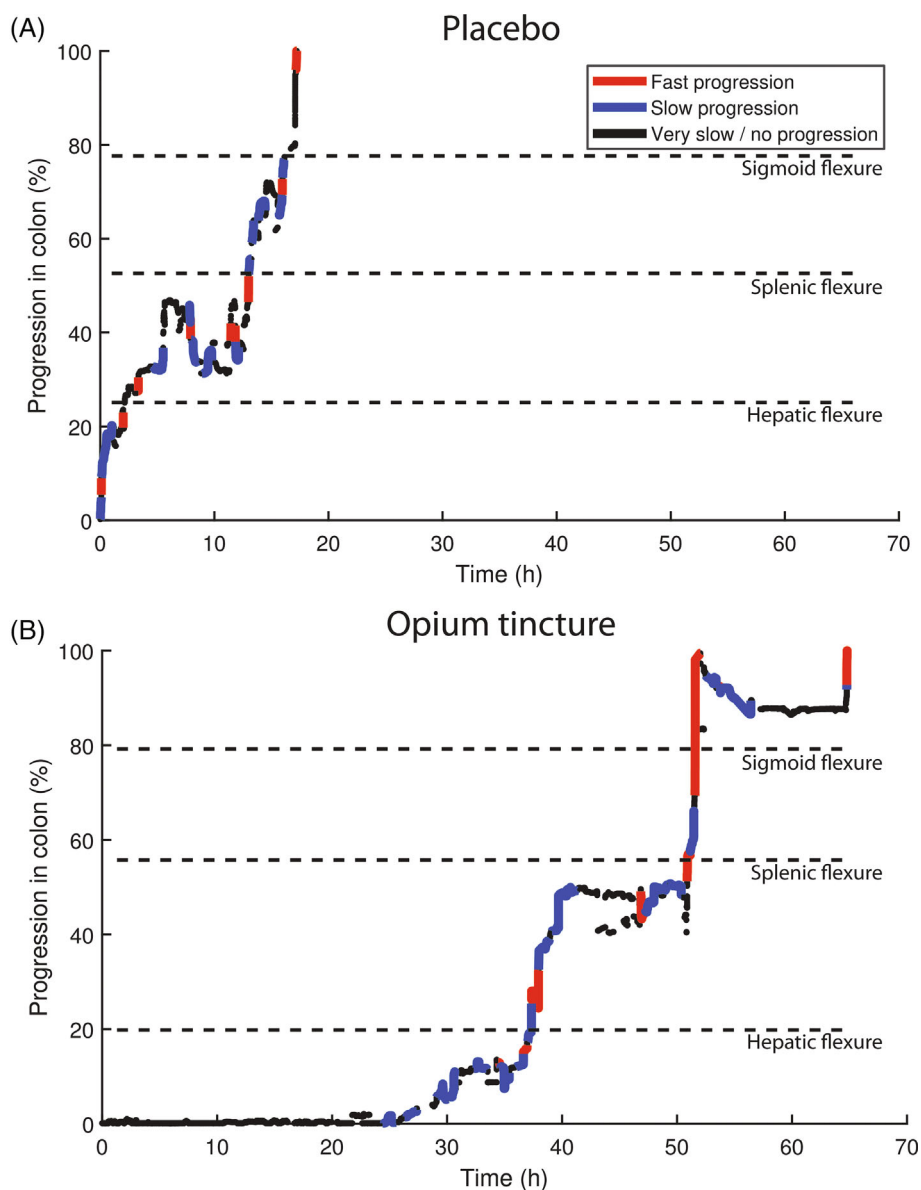 (A)
Placebo
100
80
60
40
20
0
Progression in colon (%)
Fast progression
Slow progression
Very slow / no progression
Sigmoid flexure
Splenic flexure
Hepatic flexure
0 10 20 30 40 50 60 70
Time (h)
(B)
Opium tincture
100
80
60
40
20
0
Progression in colon (%)
Sigmoid flexure
Splenic flexure
Hepatic flexure
0 10 20 30 40 50 60 70
Time (h)